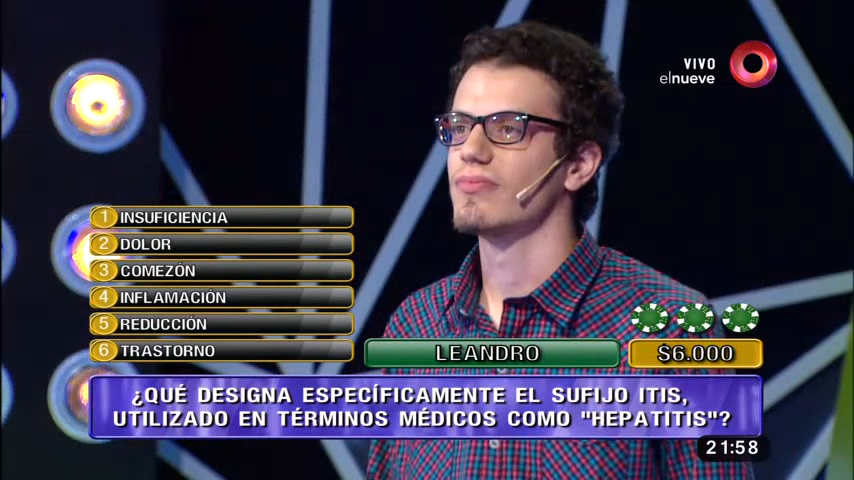 VIVO
elnueve
1 INSUFICIENCIA
2 DOLOR
3 COMEZÓN
4 INFLAMACIÓN
5 REDUCCIÓN
6 TRASTORNO
LEANDRO
$6.000
¿QUÉ DESIGNA ESPECÍFICAMENTE EL SUFIJO ITIS,
UTILIZADO EN TÉRMINOS MÉDICOS COMO "HEPATITIS"?
21:58